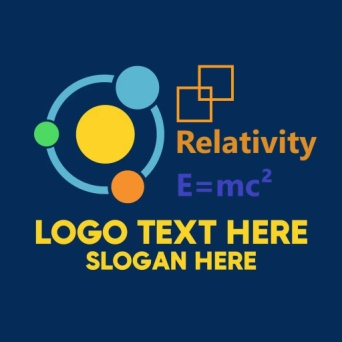 Relativity
E=mc²
LOGO TEXT HERE
SLOGAN HERE